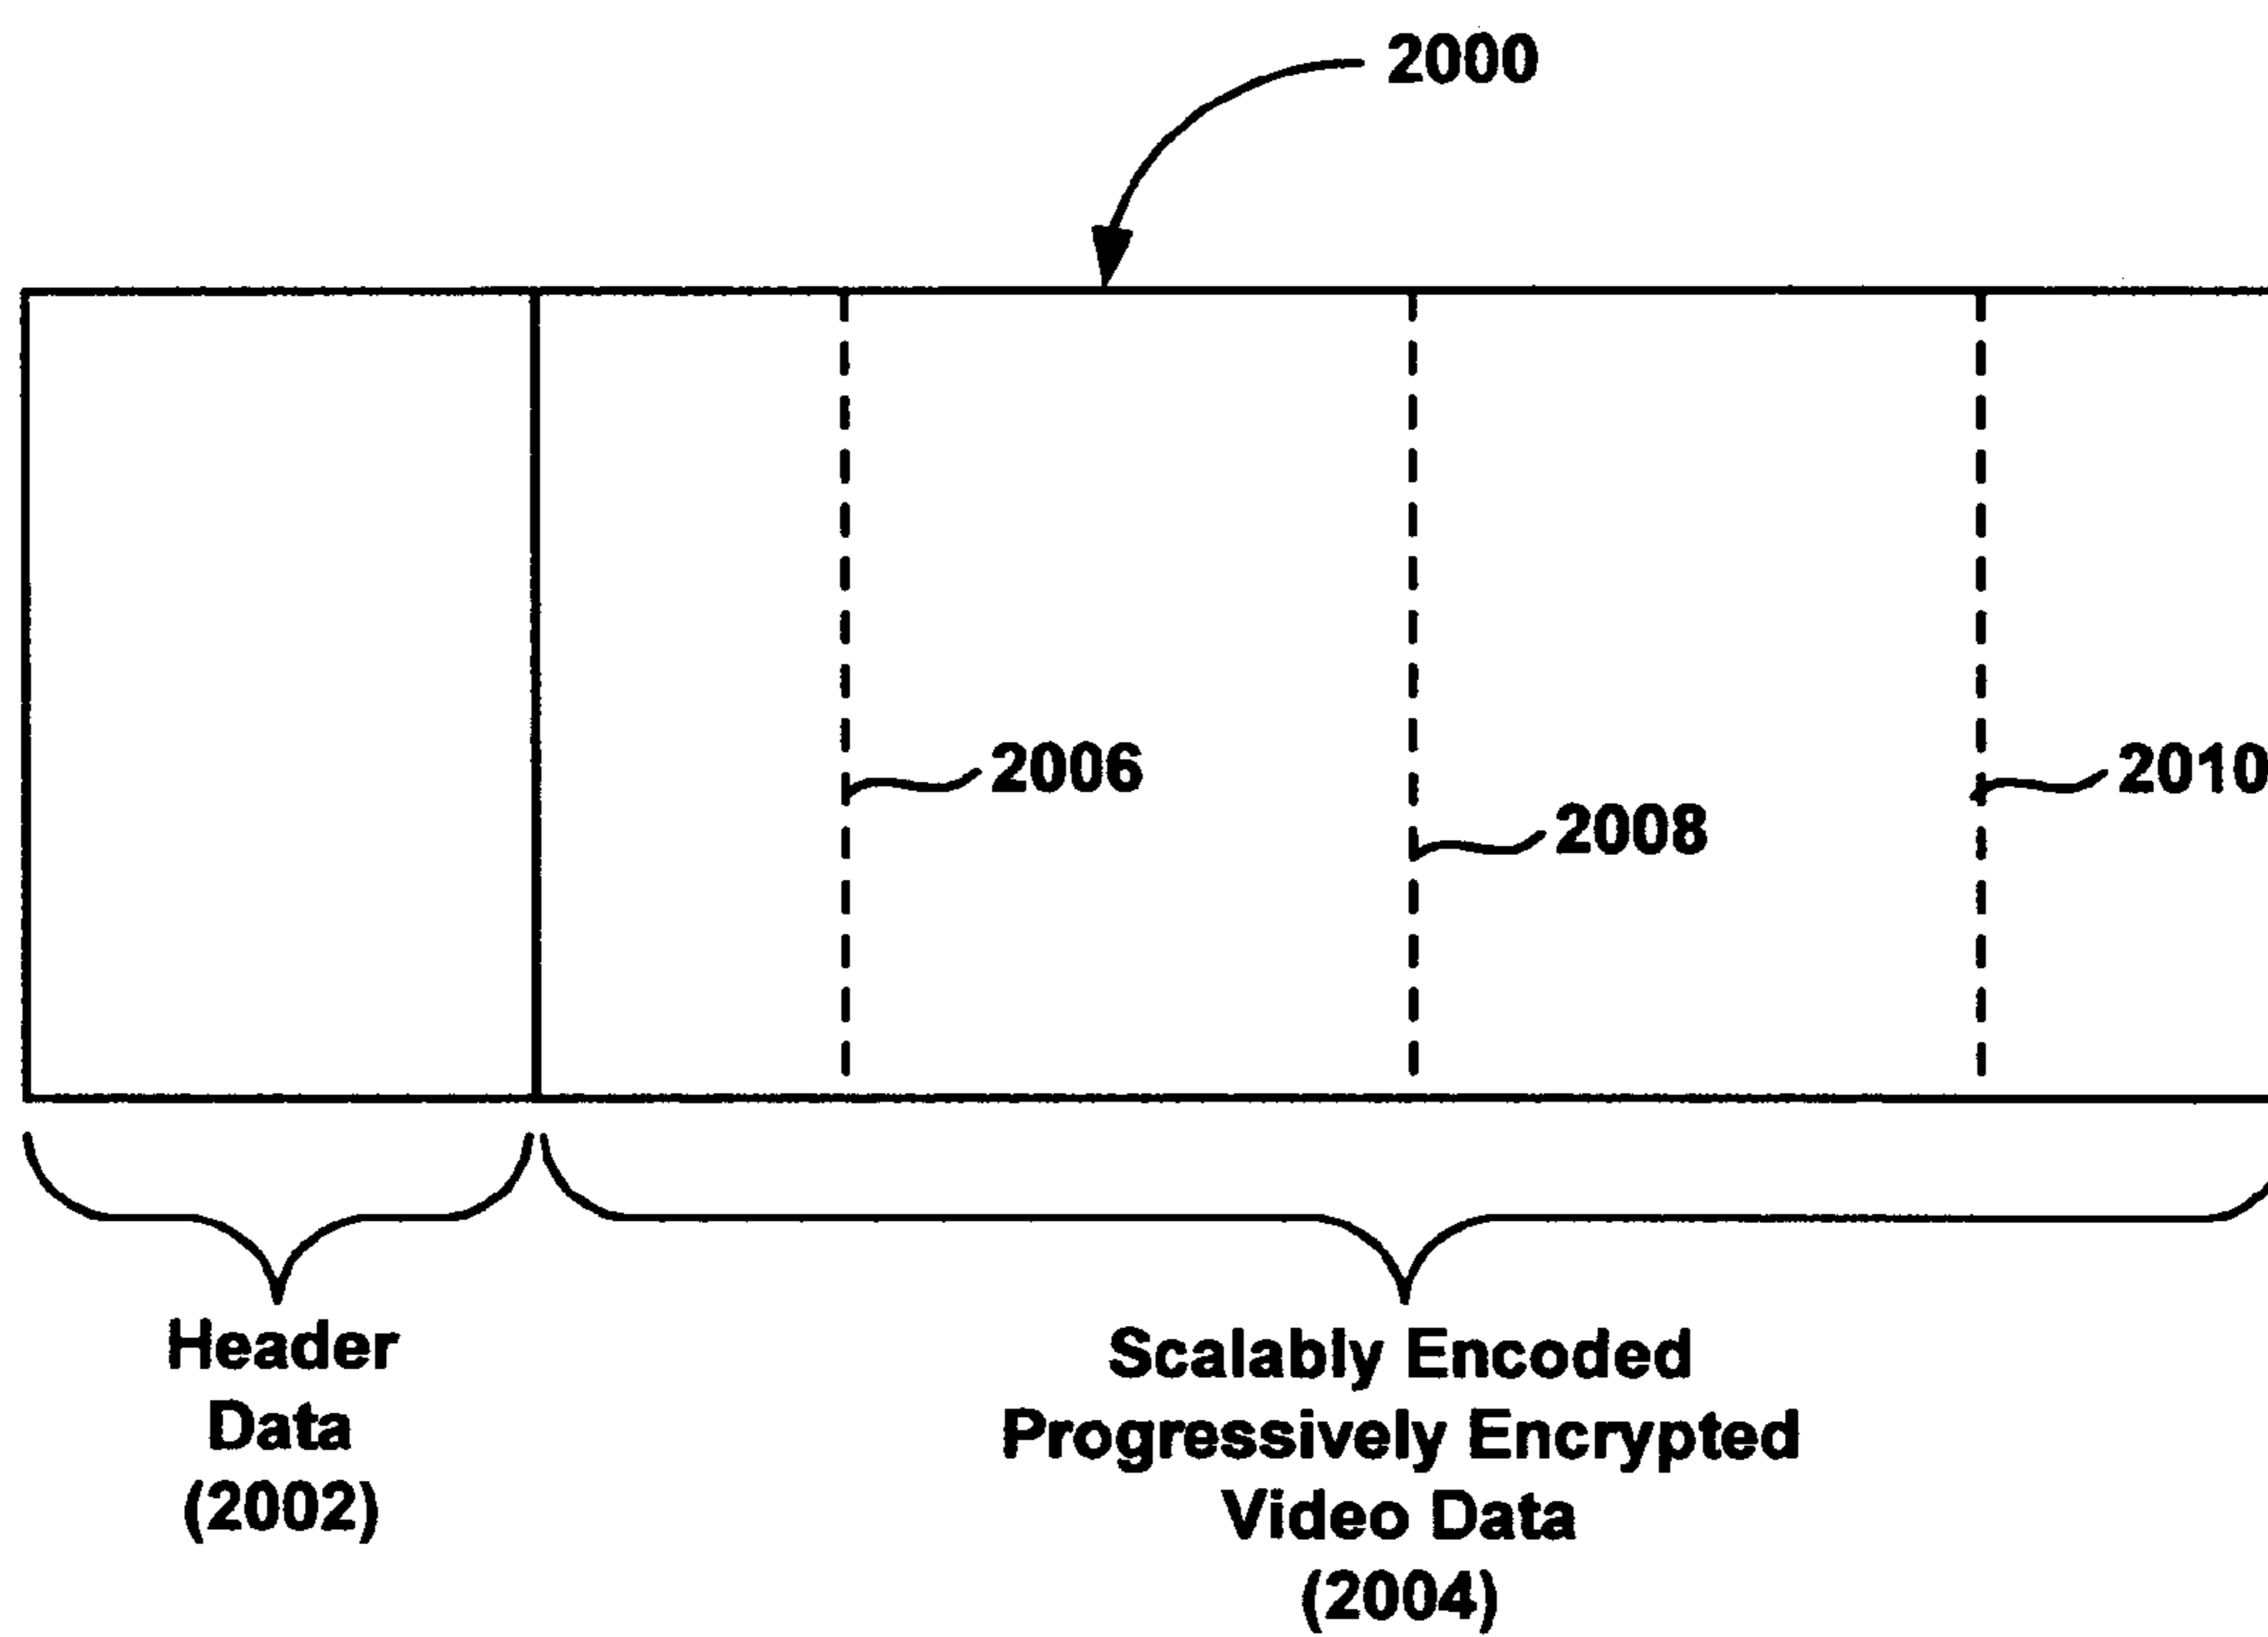 2000
2006
2010
2008
Header
Data
(2002)
Scalably Encoded
Progressively Encrypted
Video Data
(2004)